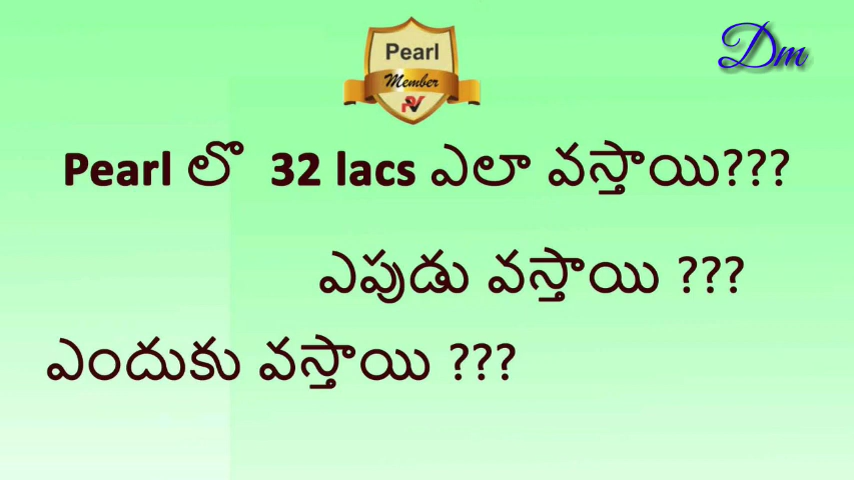 Pearl
Member
Dm
Pearl లొ 32 lacs ఎలా వస్తాయి???
ఎపుడు వస్తాయి ???
ఎందుకు వస్తాయి ???